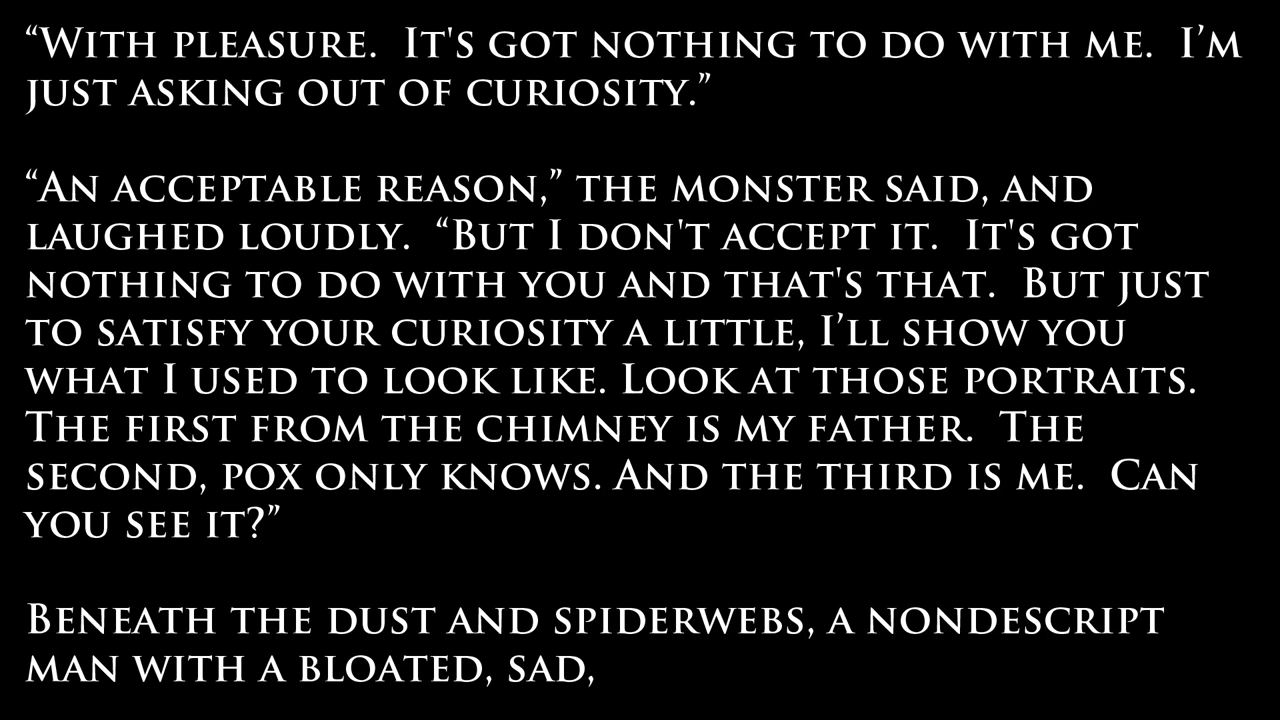 “With pleasure.  It's got nothing to do with me.  I’m
just asking out of curiosity.”
“An acceptable reason,” the monster said, and
laughed loudly.  “But I don't accept it.  It's got
nothing to do with you and that's that.  But just
to satisfy your curiosity a little, I’ll show you
what I used to look like. Look at those portraits.
The first from the chimney is my father.  The
second, pox only knows. And the third is me.  Can
you see it?”
Beneath the dust and spiderwebs, a nondescript
man with a bloated, sad,